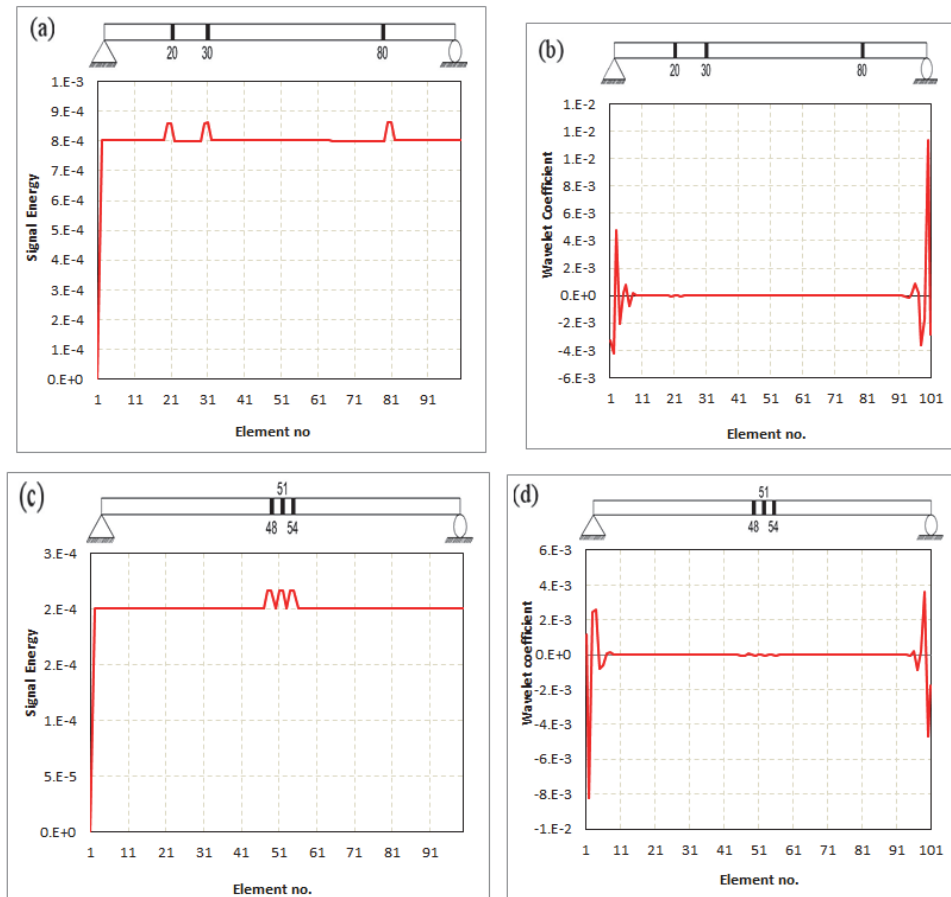 (a)
20 30 80
1.E-3
9.E-4
8.E-4
7.E-4
6.E-4
5.E-4
4.E-4
3.E-4
2.E-4
1.E-4
0.E+0
Signal Energy
1 11 21 31 41 51 61 71 81 91
Element no
(b)
20 30 80
1.E-2
1.E-2
8.E-3
6.E-3
4.E-3
2.E-3
0.E+0
-2.E-3
-4.E-3
-6.E-3
Wavelet Coefficient
1 11 21 31 41 51 61 71 81 91 101
Element no.
(c)
51
48 54
3.E-4
2.E-4
2.E-4
1.E-4
5.E-5
0.E+0
Signal Energy
1 11 21 31 41 51 61 71 81 91
Element no.
(d)
51
48 54
6.E-3
4.E-3
2.E-3
0.E+0
-2.E-3
-4.E-3
-6.E-3
-8.E-3
-1.E-2
Wavelet coefficient
1 11 21 31 41 51 61 71 81 91 101
Element no.